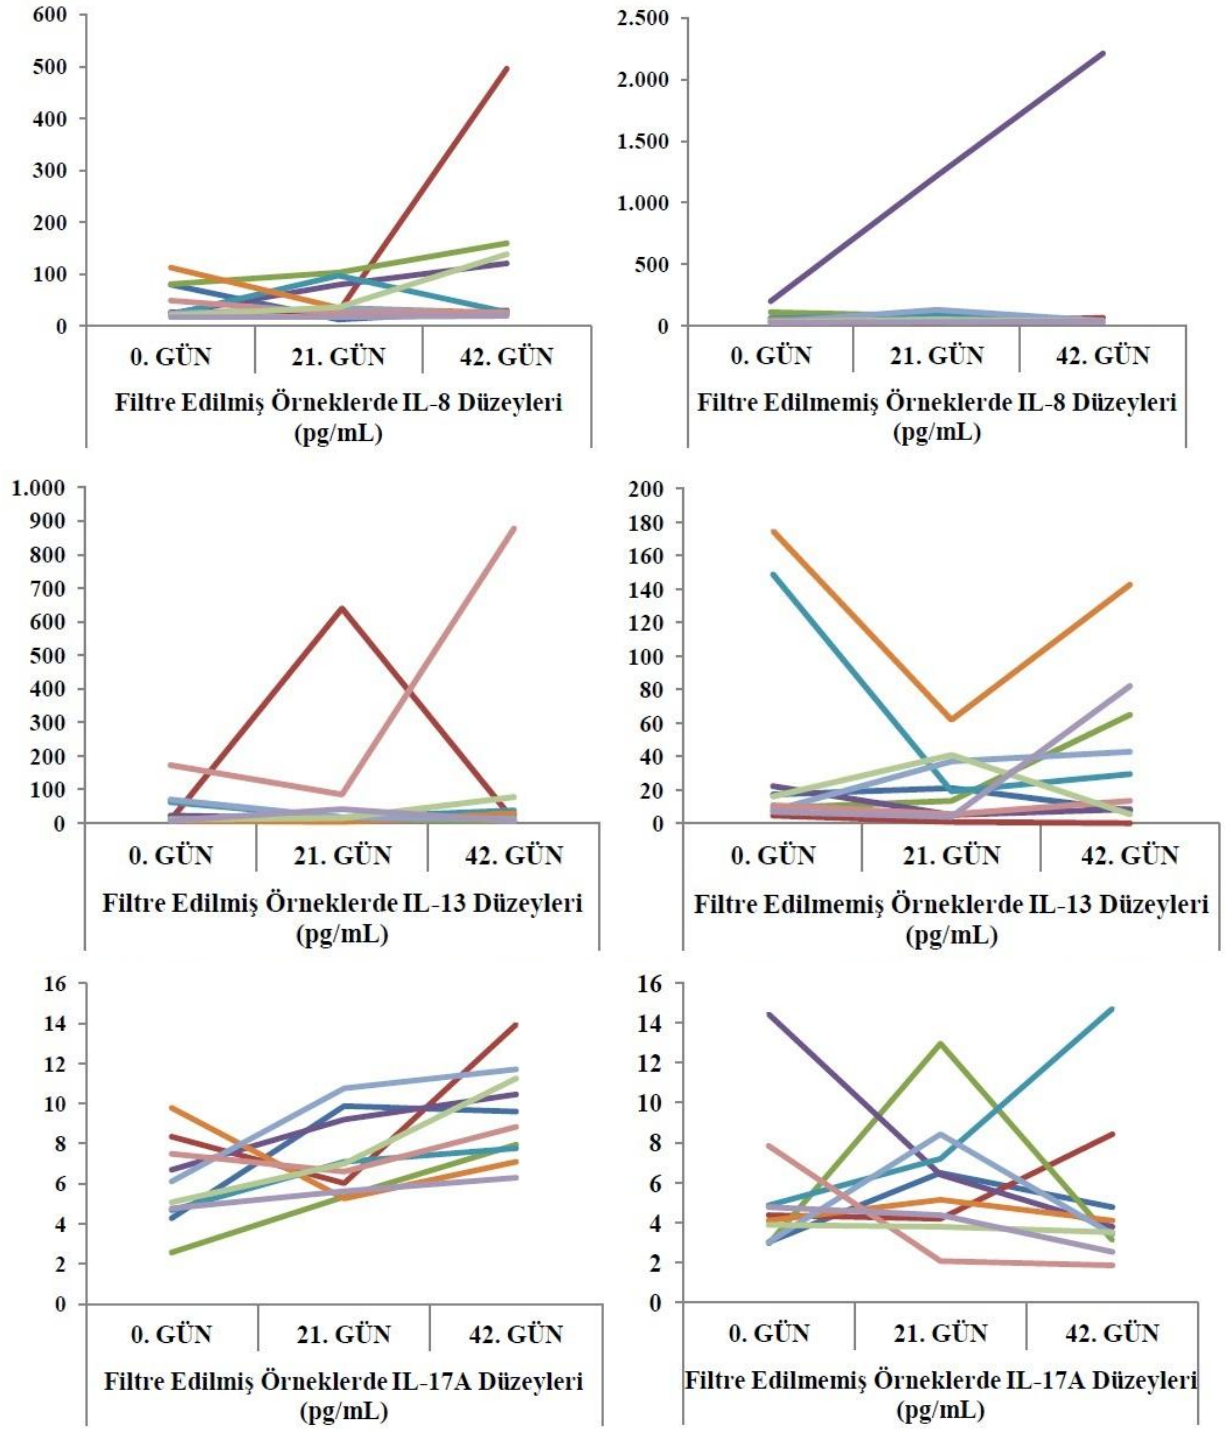 600
500
400
300
200
100
0
0. GÜN
21. GÜN
42. GÜN
Filtre Edilmiş Örneklerde IL-8 Düzeyleri
(pg/mL)
2.500
2.000
1.500
1.000
500
0
0. GÜN
21. GÜN
42. GÜN
Filtre Edilmemiş Örneklerde IL-8 Düzeyleri
(pg/mL)
1.000
900
800
700
600
500
400
300
200
100
0
0. GÜN
21. GÜN
42. GÜN
Filtre Edilmiş Örneklerde IL-13 Düzeyleri
(pg/mL)
200
180
160
140
120
100
80
60
40
20
0
0. GÜN
21. GÜN
42. GÜN
Filtre Edilmemiş Örneklerde IL-13 Düzeyleri
(pg/mL)
16
14
12
10
8
6
4
2
0
0. GÜN
21. GÜN
42. GÜN
Filtre Edilmiş Örneklerde IL-17A Düzeyleri
(pg/mL)
16
14
12
10
8
6
4
2
0
0. GÜN
21. GÜN
42. GÜN
Filtre Edilmemiş Örneklerde IL-17A Düzeyleri
(pg/mL)